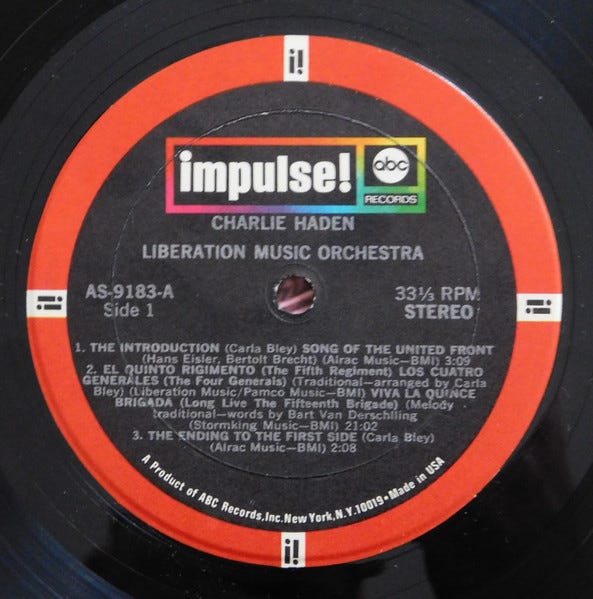 i!
impulse!
abc
RECORDS
CHARLIE HADEN
LIBERATION MUSIC ORCHESTRA
AS-9183-A
Side 1
33⅓ RPM
STEREO
i!
i!
1. THE INTRODUCTION (Carla Bley) SONG OF THE UNITED FRONT
(Hans Eisler, Bertolt Brecht) (Alrac Music—BMI) 3:09
2. EL QUINTO RIGIMENTO (The Fifth Regiment) LOS CUATRO
GENERALES (The Four Generals) (Traditional—arranged by Carla
Bley) (Liberation Music/Pamco Music—BMI) VIVA LA QUINCE
BRIGADA (Long Live The Fifteenth Brigade) (Melody
traditional—words by Bart Van Derschlling
(Stormking Music—BMI) 21:02
3. THE ENDING TO THE FIRST SIDE (Carla Bley)
(Alrac Music—BMI) 2:08
A Product of ABC Records,Inc.New York,N.Y.10019•Made in USA
i!